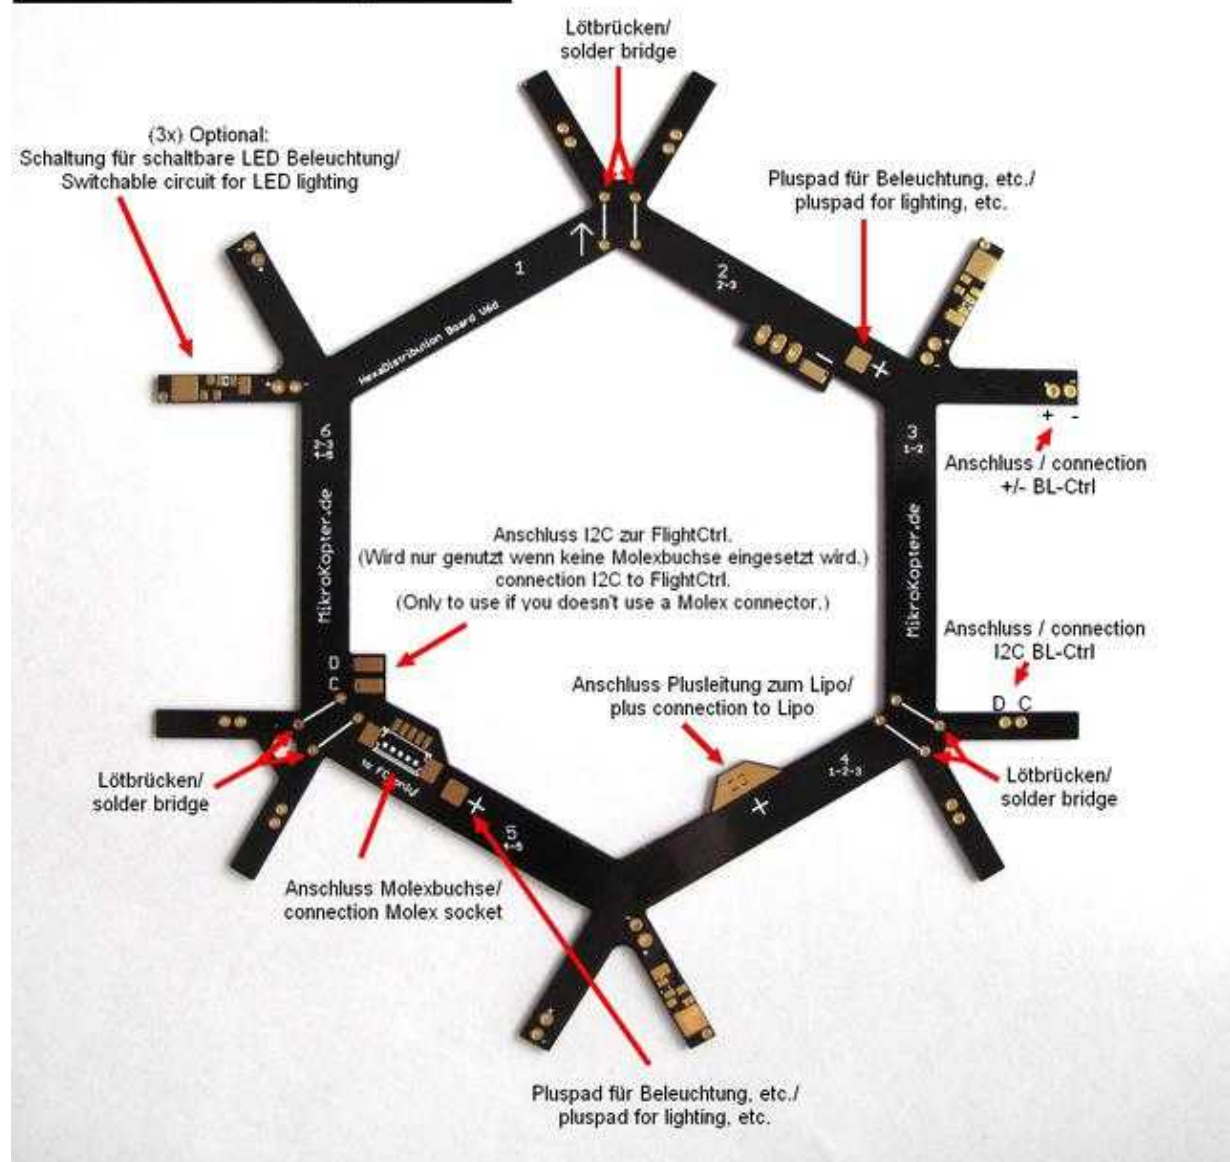 Lötbrücken/
solder bridge
(3x) Optional:
Schaltung für schaltbare LED Beleuchtung/
Switchable circuit for LED lighting
Pluspad für Beleuchtung, etc./
pluspad for lighting, etc.
1
2
2-3
HexaDistribution Board V6d
+
+ -
6
3
1-2
Anschluss / connection
+/- BL-Ctrl
MikroKopter.de
MikroKopter.de
Anschluss I2C zur FlightCtrl.
(Wird nur genutzt wenn keine Molexbuchse eingesetzt wird.)
connection I2C to FlightCtrl.
(Only to use if you doesn't use a Molex connector.)
Anschluss / connection
I2C BL-Ctrl
D
C
D C
Anschluss Plusleitung zum Lipo/
plus connection to Lipo
4
1-2-3
+
Lötbrücken/
solder bridge
Lötbrücken/
solder bridge
+
5
4-5
Anschluss Molexbuchse/
connection Molex socket
Pluspad für Beleuchtung, etc./
pluspad for lighting, etc.